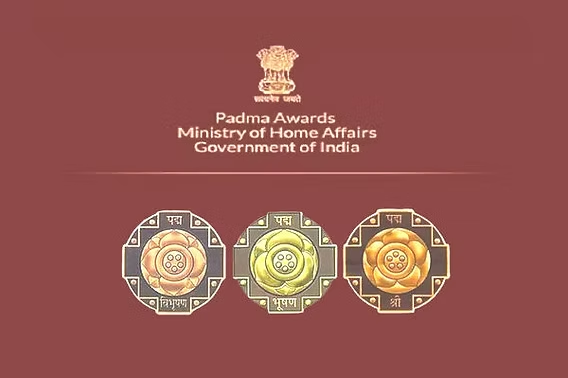 सत्यमेव जयते
Padma Awards
Ministry of Home Affairs
Government of India
पद्म
विभूषण
पद्म
भूषण
पद्म
श्री